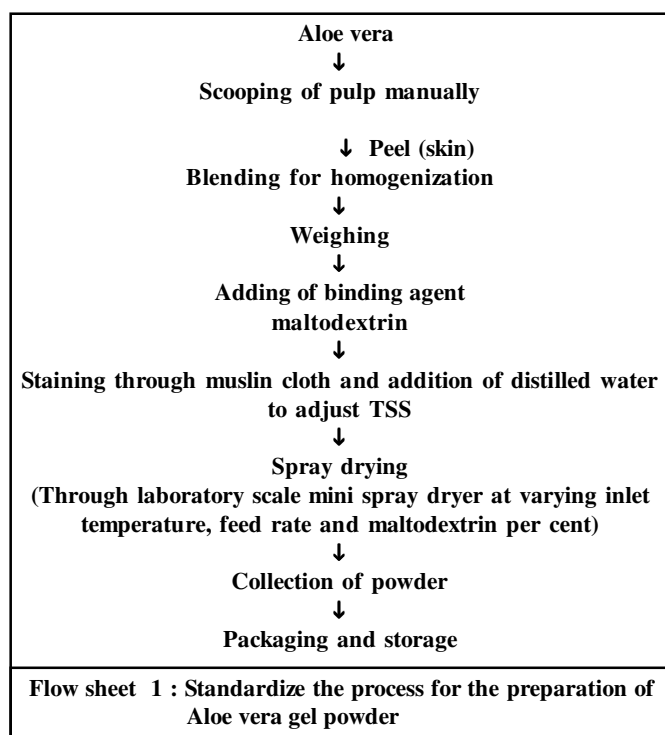 Aloe vera
↓
Scooping of pulp manually
↓ Peel (skin)
Blending for homogenization
↓
Weighing
↓
Adding of binding agent
maltodextrin
↓
Staining through muslin cloth and addition of distilled water
to adjust TSS
↓
Spray drying
(Through laboratory scale mini spray dryer at varying inlet
temperature, feed rate and maltodextrin per cent)
↓
Collection of powder
↓
Packaging and storage
Flow sheet 1 : Standardize the process for the preparation of
Aloe vera gel powder